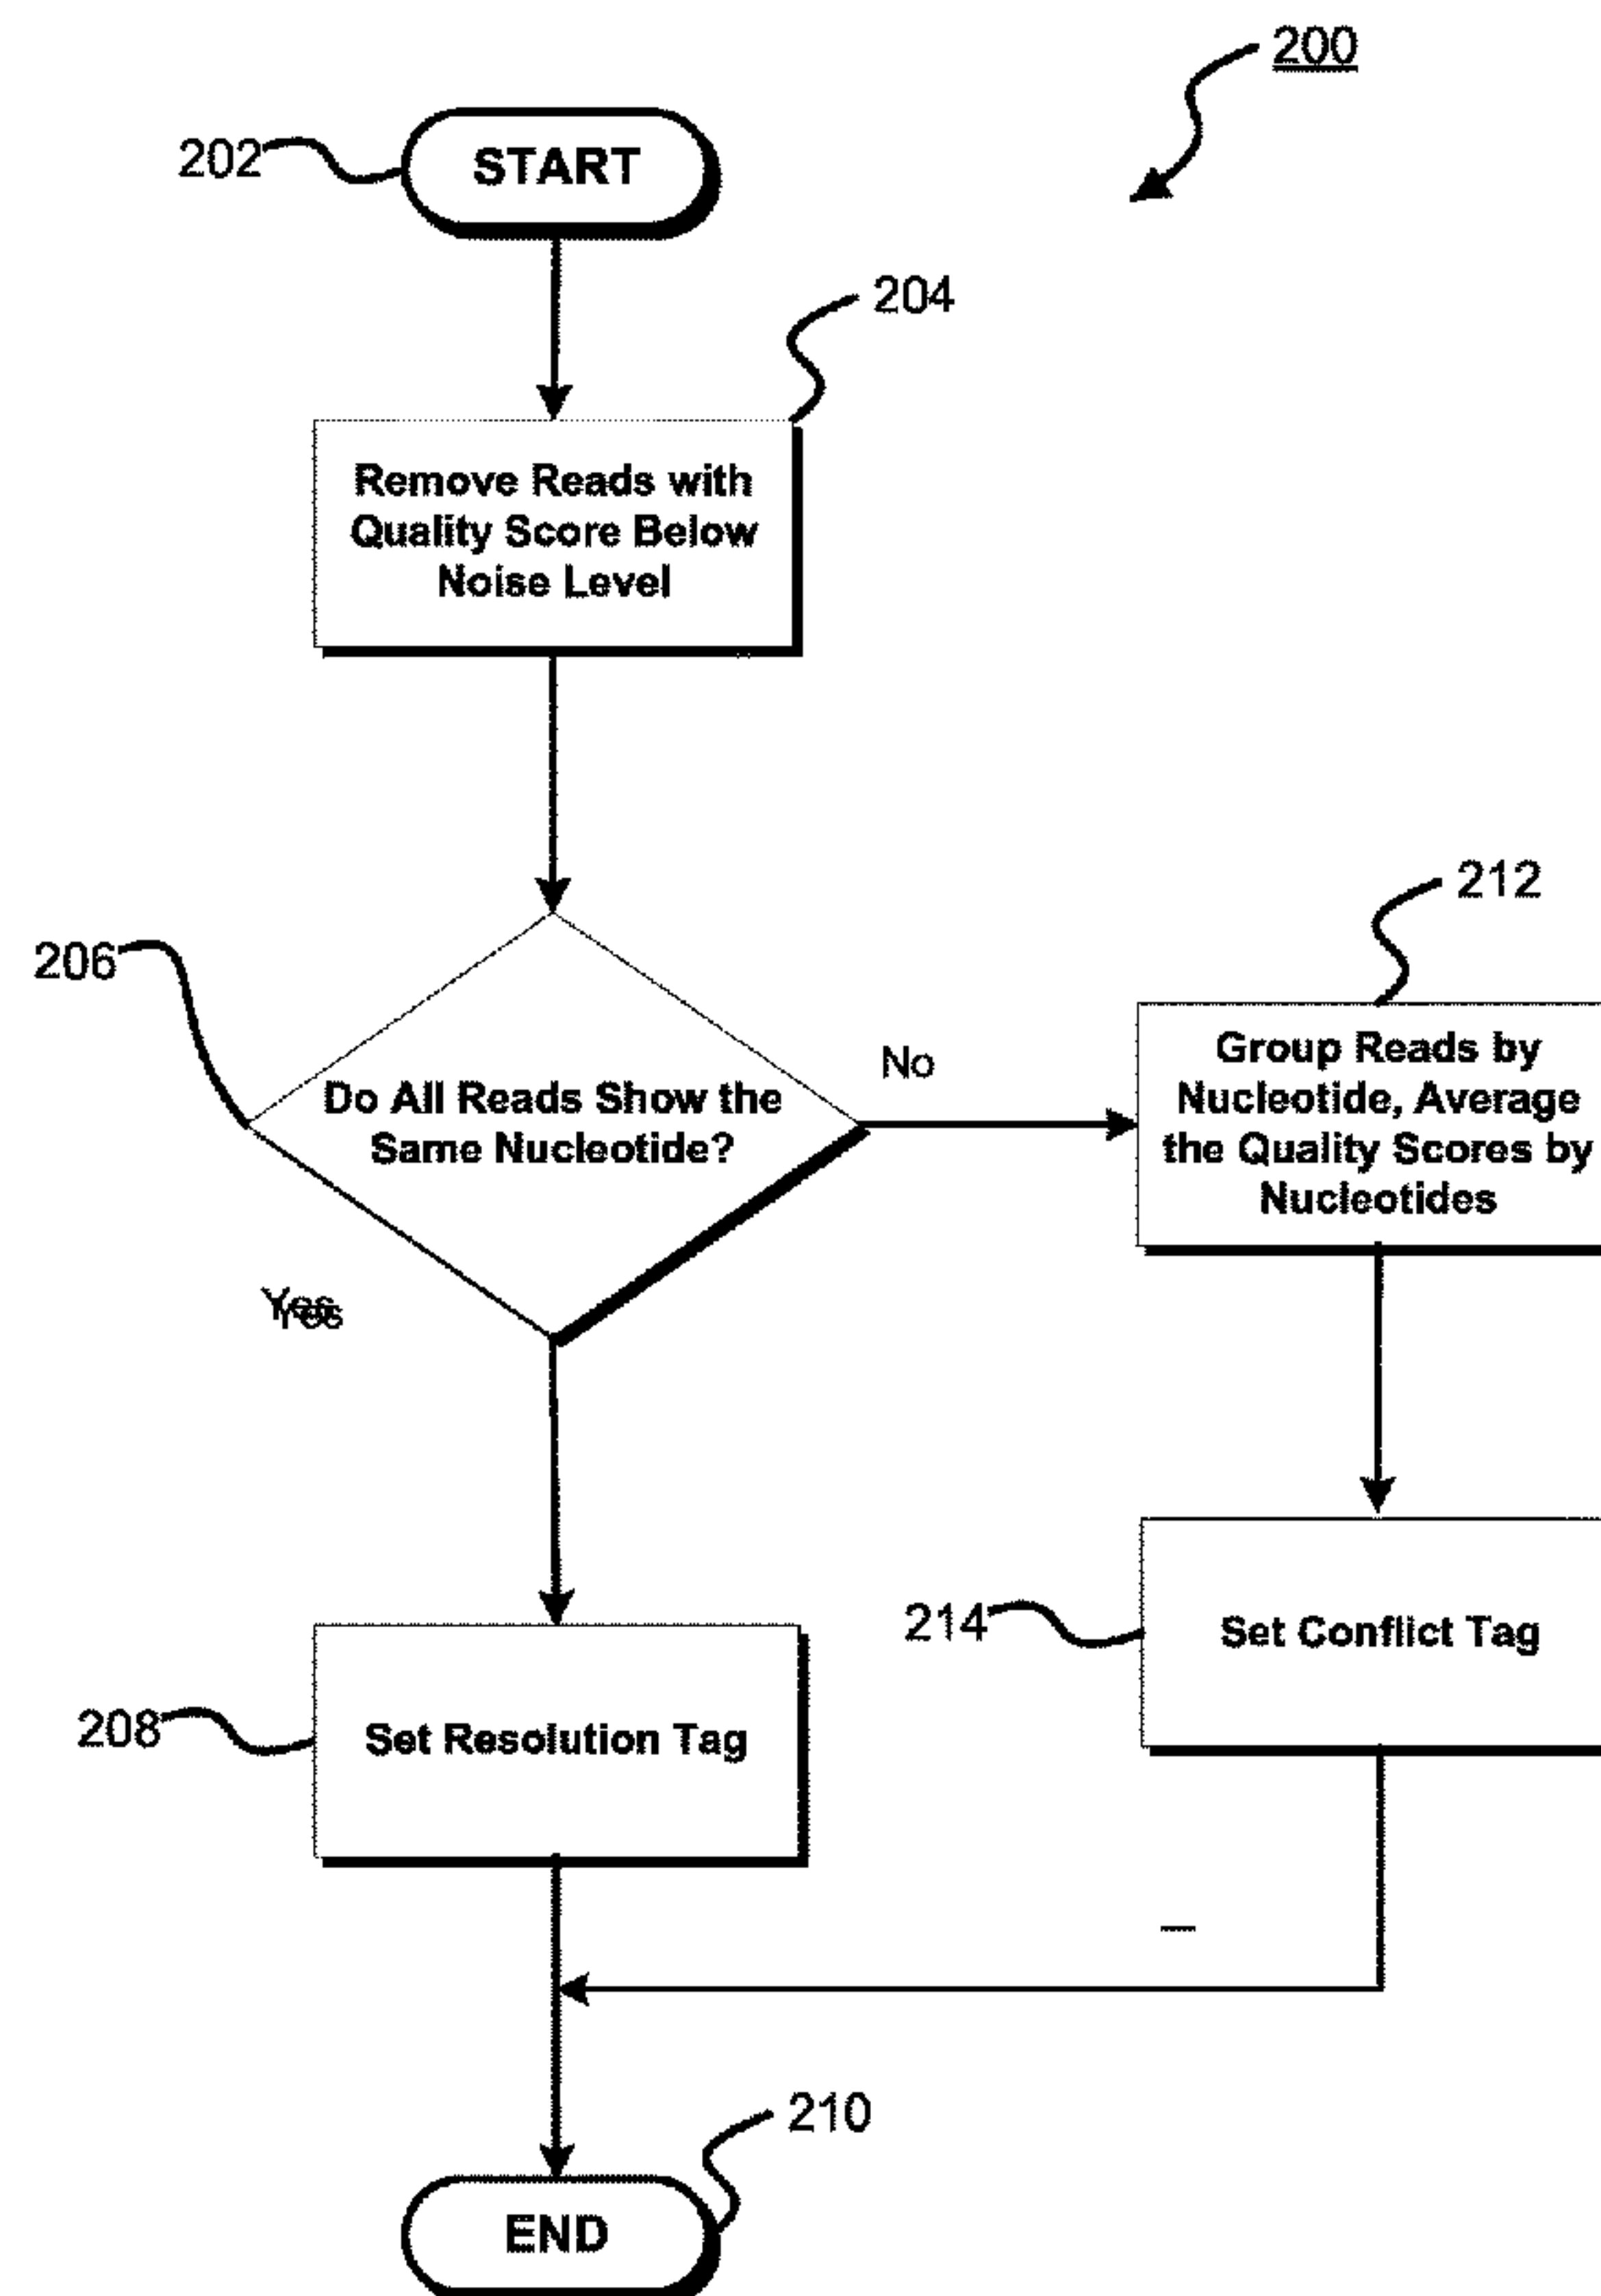 200
202
START
204
Remove Reads with
Quality Score Below
Noise Level
206
Do All Reads Show the
Same Nucleotide?
No
212
Group Reads by
Nucleotide, Average
the Quality Scores by
Nucleotides
Yes
Yes
208
Set Resolution Tag
214
Set Conflict Tag
210
END